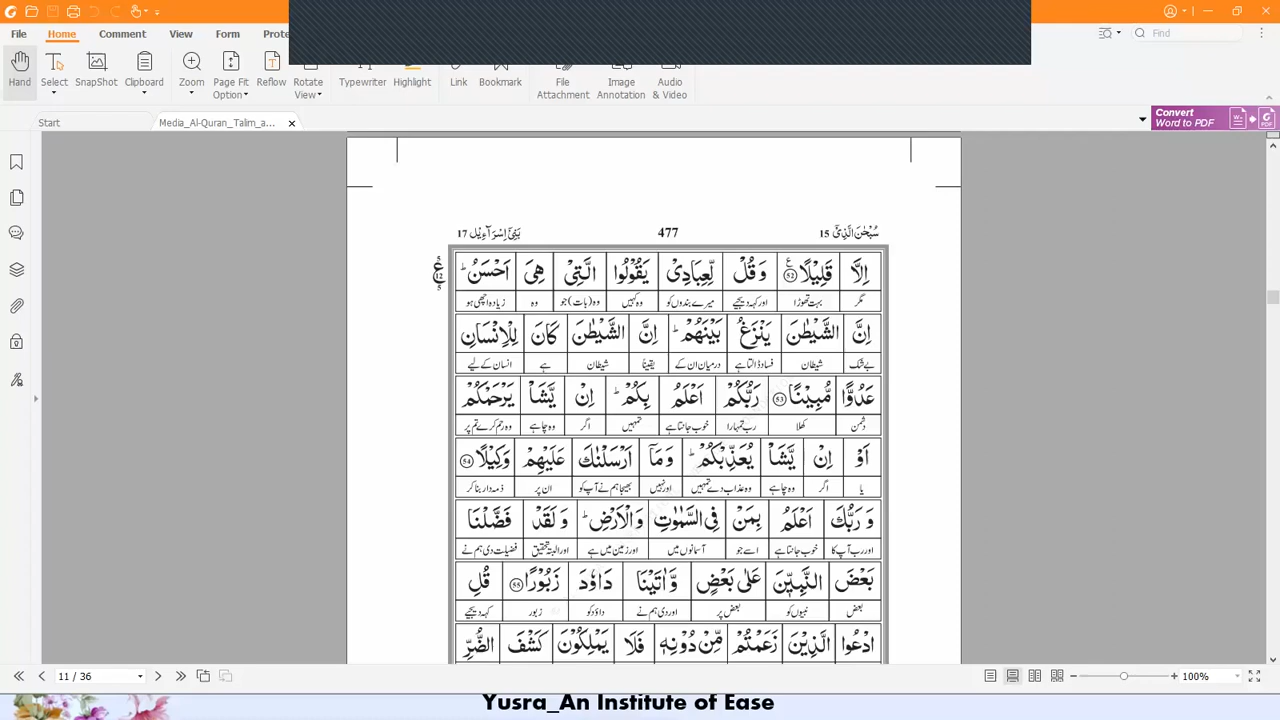 File Home Comment View Form Prote
Find
Hand Select SnapShot Clipboard Zoom Page Fit Option Reflow Rotate View Typewriter Highlight Link Bookmark File Attachment Image Annotation Audio & Video
Start Media_Al-Quran_Talim_a...
Convert Word to PDF
سُبْحٰنَ الَّذِیْٓ 15 477 بَنِیْٓ اِسْرَآءِیْل 17
اِلَّا قَلِیْلًا ﴿52﴾ وَ قُلْ لِّعِبَادِیْ یَقُوْلُوا الَّتِیْ هِیَ اَحْسَنُ ؕ
مگر بہت تھوڑا اور کہہ دیجیے میرے بندوں کو وہ کہیں وہ (بات) جو وہ زیادہ اچھی ہو
اِنَّ الشَّیْطٰنَ یَنْزَغُ بَیْنَهُمْ ؕ اِنَّ الشَّیْطٰنَ كَانَ لِلْاِنْسَانِ
بے شک شیطان فساد ڈالتا ہے درمیان ان کے یقیناً شیطان ہے انسان کے لیے
عَدُوًّا مُّبِیْنًا ﴿53﴾ رَبُّكُمْ اَعْلَمُ بِكُمْ ؕ اِنْ یَّشَاْ یَرْحَمْكُمْ
دشمن کھلا رب تمہارا خوب جانتا ہے تمہیں اگر وہ چاہے وہ رحم کرے تم پر
اَوْ اِنْ یَّشَاْ یُعَذِّبْكُمْ ؕ وَ مَاۤ اَرْسَلْنٰكَ عَلَیْهِمْ وَكِیْلًا ﴿54﴾
یا اگر وہ چاہے وہ عذاب دے تمہیں اور نہیں بھیجا ہم نے آپ کو ان پر ذمہ دار بنا کر
وَ رَبُّكَ اَعْلَمُ بِمَنْ فِی السَّمٰوٰتِ وَ الْاَرْضِ ؕ وَ لَقَدْ فَضَّلْنَا
اور رب آپ کا خوب جانتا ہے اسے جو آسمانوں میں اور زمین میں ہے اور البتہ تحقیق فضیلت دی ہم نے
بَعْضَ النَّبِیّٖنَ عَلٰی بَعْضٍ وَّ اٰتَیْنَا دَاوٗدَ زَبُوْرًا ﴿55﴾ قُلِ
بعض نبیوں کو بعض پر اور دی ہم نے داؤد کو زبور کہہ دیجیے
ادْعُوا الَّذِیْنَ زَعَمْتُمْ مِّنْ دُوْنِهٖ فَلَا یَمْلِكُوْنَ كَشْفَ الضُّرِّ
11 / 36 100%
Yusra_An Institute of Ease